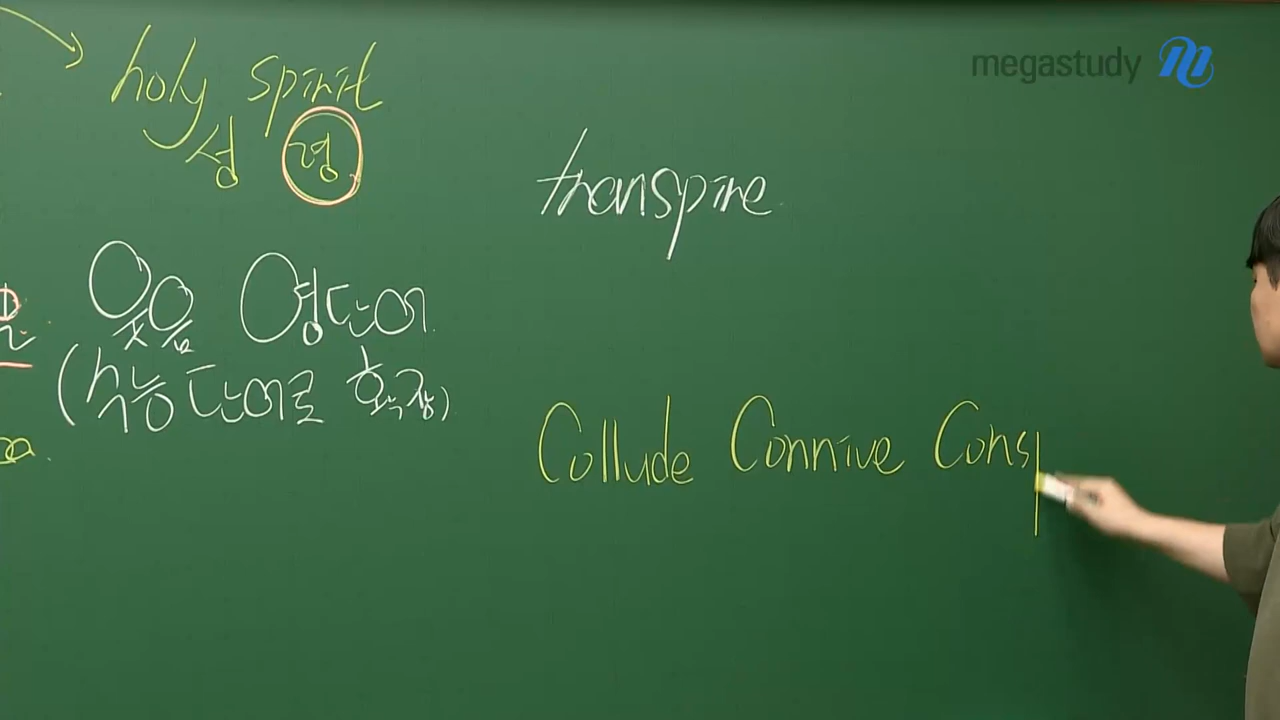 holy spirit
성 령
웃음 영단어
(수능 단어로 확장)
transpire
Collude Connive Consp
megastudy